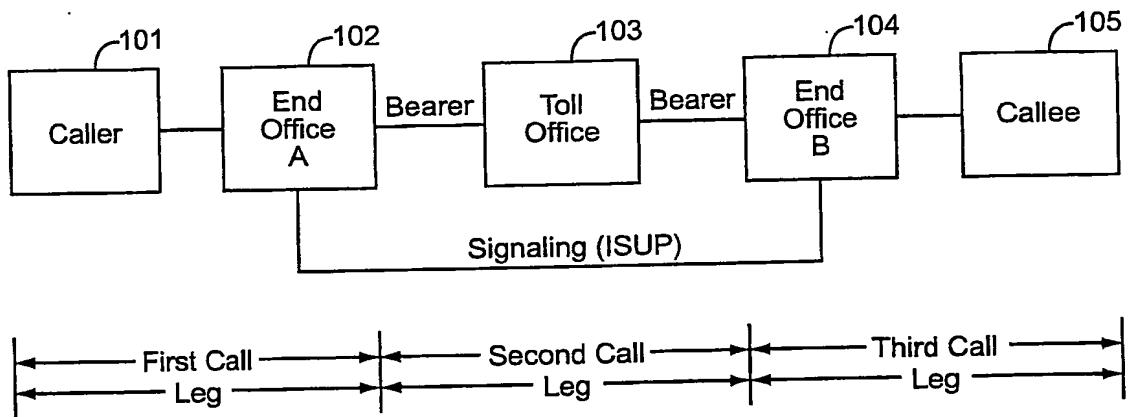 101
102
103
104
105
Caller
End
Office
A
Bearer
Toll
Office
Bearer
End
Office
B
Callee
Signaling (ISUP)
First Call
Leg
Second Call
Leg
Third Call
Leg